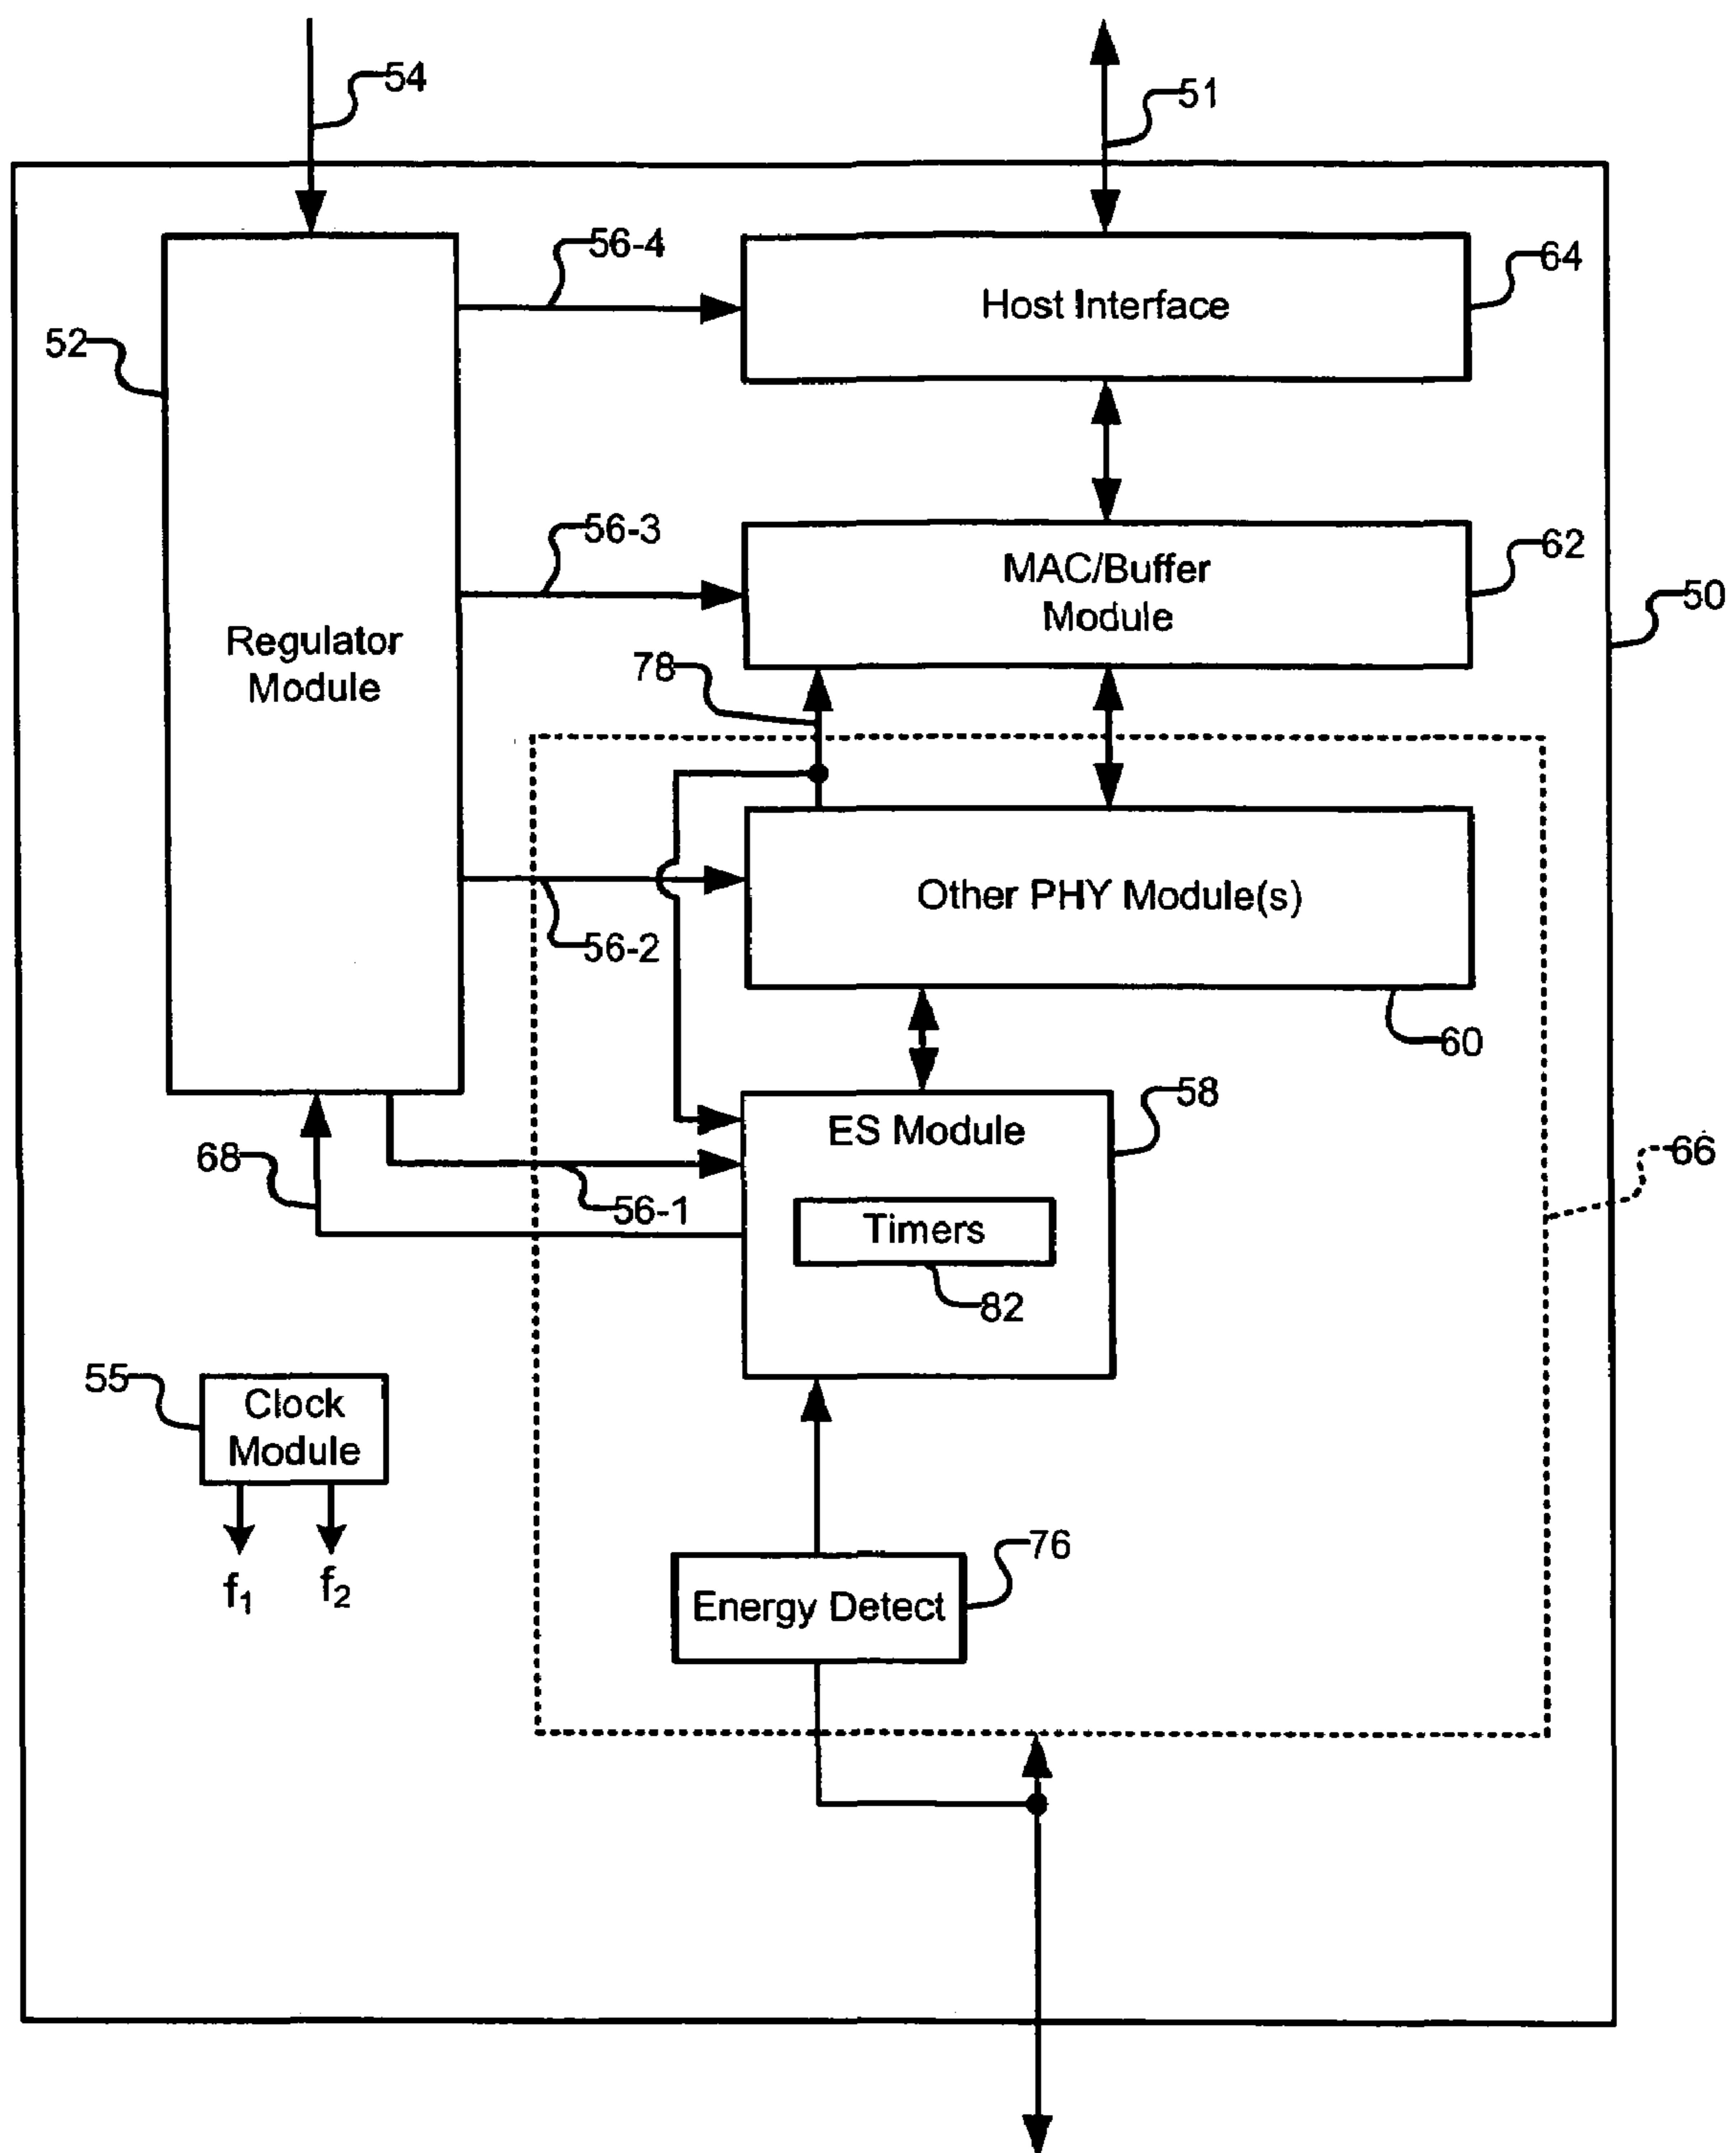 54
51
56-4
Host Interface
64
52
56-3
MAC/Buffer
Module
62
50
Regulator
Module
78
Other PHY Module(s)
56-2
60
58
ES Module
68
56-1
66
Timers
82
55
Clock
Module
76
f1
f2
Energy Detect